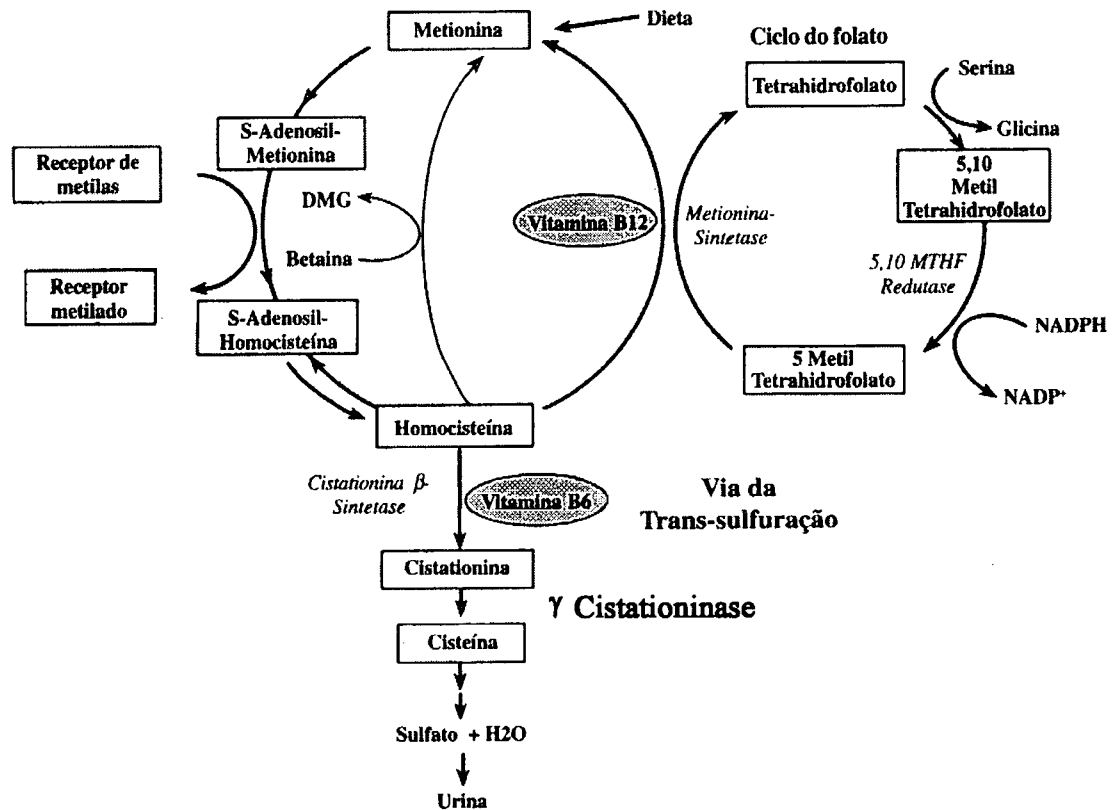 Metionina
Dieta
Ciclo do folato
Tetrahidrofolato
Serina
Glicina
S-Adenosil-
Metionina
Receptor de
metilas
DMG
Betaina
Vitamina B12
Metionina-
Sintetase
5,10
Metil
Tetrahidrofolato
5,10 MTHF
Redutase
Receptor
metilado
S-Adenosil-
Homocisteína
NADPH
5 Metil
Tetrahidrofolato
NADP+
Homocisteína
Cistationina β-
Sintetase
Vitamina B6
Via da
Trans-sulfuração
Cistationina
γ Cistationinase
Cisteína
Sulfato + H2O
Urina